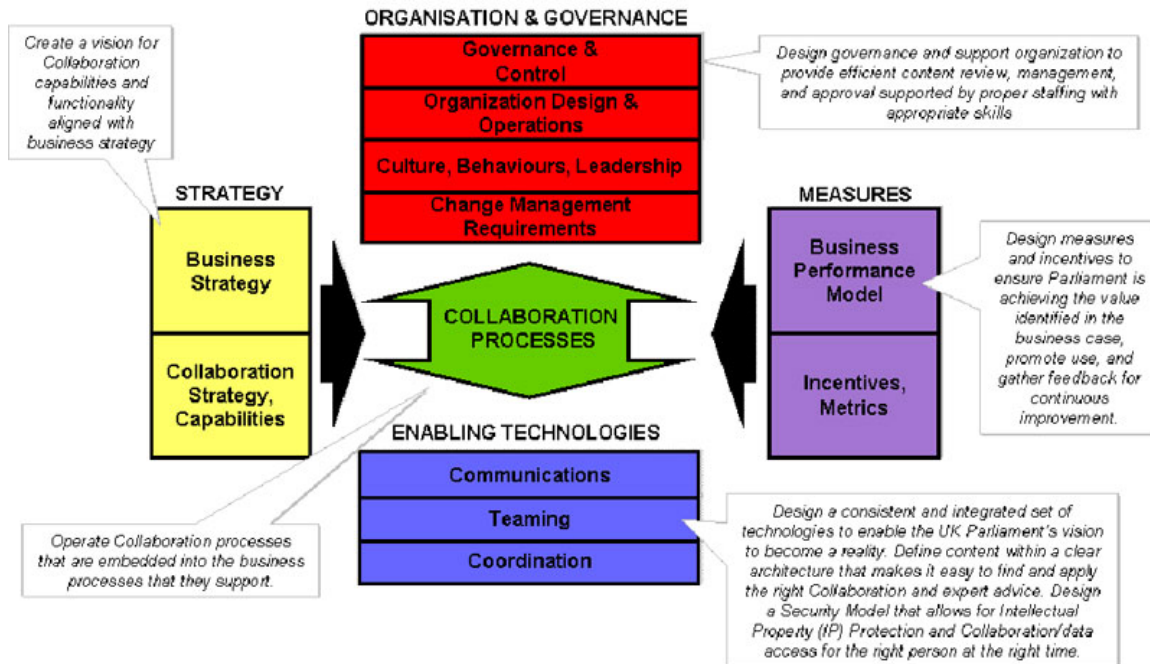 ORGANISATION & GOVERNANCE
Create a vision for
Collaboration
capabilities and
functionality
aligned with
business strategy
Governance &
Control
Organization Design &
Operations
Culture, Behaviours, Leadership
Change Management
Requirements
Design governance and support organization to
provide efficient content review, management,
and approval supported by proper staffing with
appropriate skills
STRATEGY
Business
Strategy
Collaboration
Strategy,
Capabilities
COLLABORATION
PROCESSES
MEASURES
Business
Performance
Model
Incentives,
Metrics
Design measures
and incentives to
ensure Parliament is
achieving the value
identified in the
business case,
promote use, and
gather feedback for
continuous
improvement.
ENABLING TECHNOLOGIES
Communications
Teaming
Coordination
Operate Collaboration processes
that are embedded into the business
processes that they support.
Design a consistent and integrated set of
technologies to enable the UK Parliament's vision
to become a reality. Define content within a clear
architecture that makes it easy to find and apply
the right Collaboration and expert advice. Design
a Security Model that allows for Intellectual
Property (IP) Protection and Collaboration/data
access for the right person at the right time.